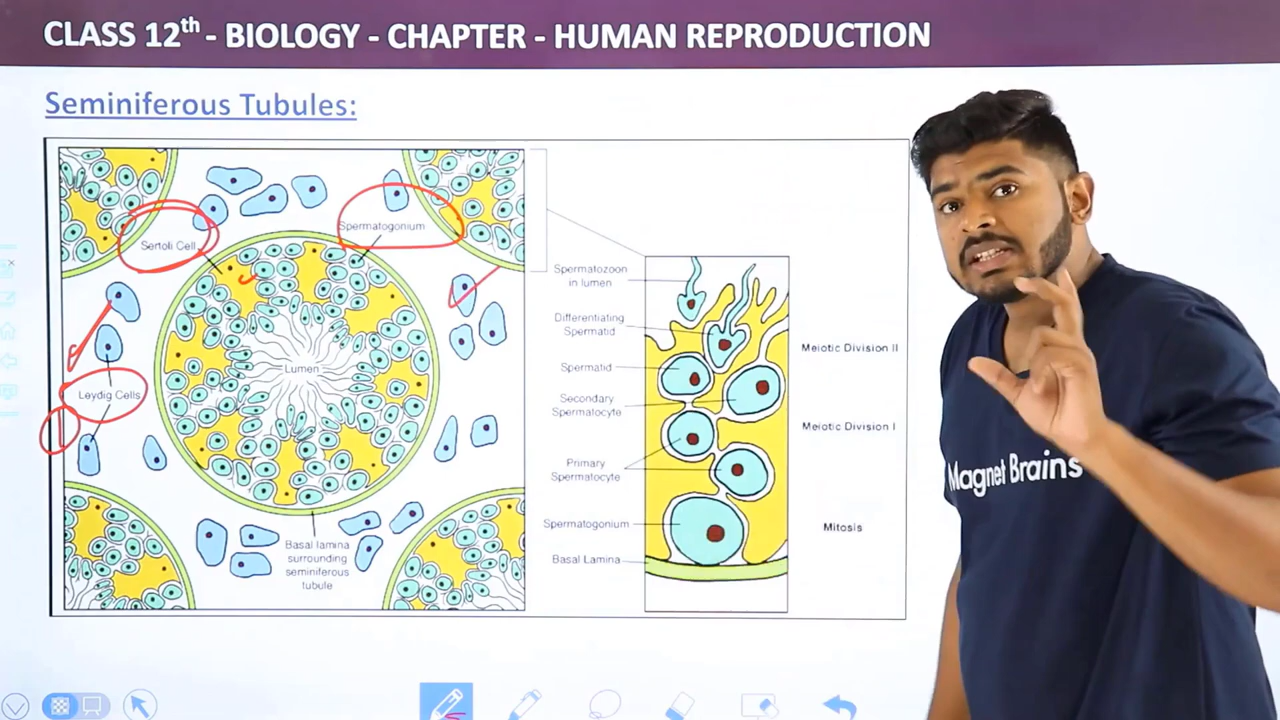 CLASS 12th - BIOLOGY - CHAPTER - HUMAN REPRODUCTION
Seminiferous Tubules:
Sertoli Cell
Spermatogonium
Leydig Cells
Lumen
Basal lamina
surrounding
seminiferous
tubule
Spermatozoon
in lumen
Differentiating
Spermatid
Spermatid
Secondary
Spermatocyte
Primary
Spermatocyte
Spermatogonium
Basal Lamina
Meiotic Division II
Meiotic Division I
Mitosis
Magnet Brains